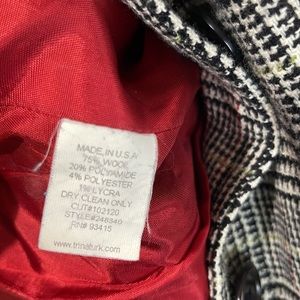 MADE IN U.S.A
75% WOOL
20% POLYAMIDE
4% POLYESTER
1% LYCRA
DRY CLEAN ONLY
CUT#102120
STYLE#248340
RN# 93415
www.trinaturk.com